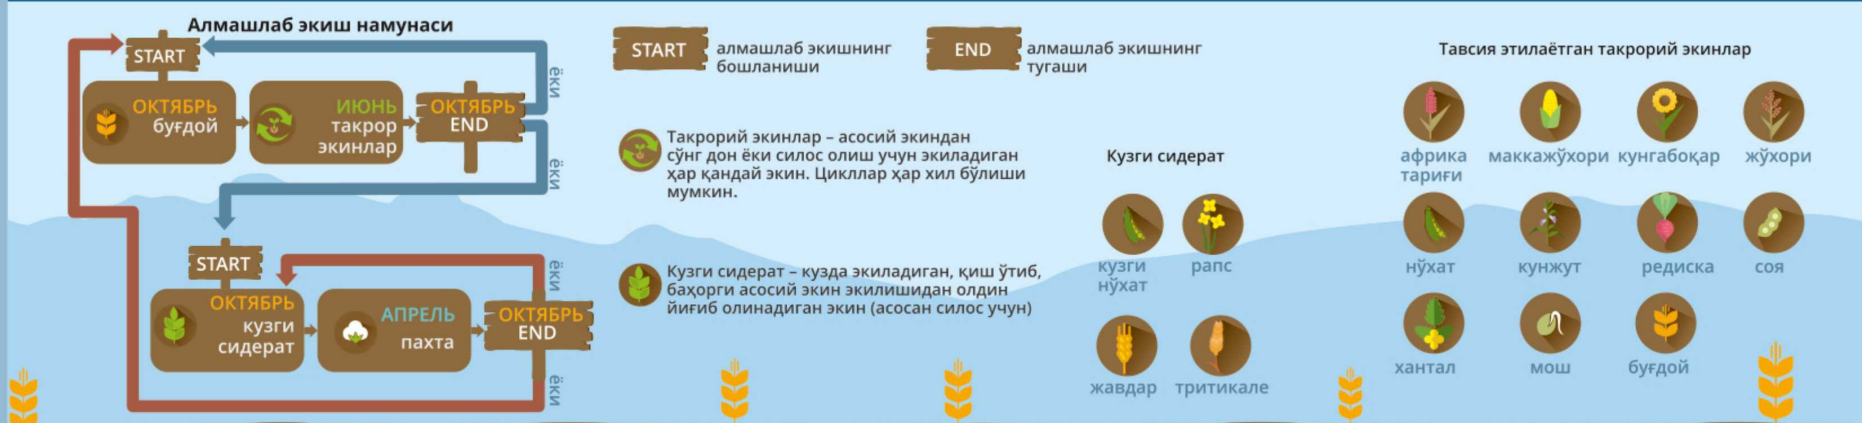 Алмашлаб экиш намунаси
START
ОКТЯБРЬ
буғдой
ИЮНЬ
такрор
экинлар
ОКТЯБРЬ
END
ёки
ёки
START
ОКТЯБРЬ
кузги
сидерат
АПРЕЛЬ
пахта
ОКТЯБРЬ
END
ёки
ёки
START
алмашлаб экишнинг
бошланиши
END
алмашлаб экишнинг
тугаши
Такрорий экинлар – асосий экиндан
сўнг дон ёки силос олиш учун экиладиган
ҳар қандай экин. Цикллар ҳар хил бўлиши
мумкин.
Кузги сидерат – кузда экиладиган, қиш ўтиб,
баҳорги асосий экин экилишидан олдин
йиғиб олинадиган экин (асосан силос учун)
Кузги сидерат
кузги
нўхат
рапс
жавдар
тритикале
Тавсия этилаётган такрорий экинлар
африка
тариғи
маккажўхори
кунгабоқар
жўхори
нўхат
кунжут
редиска
соя
хантал
мош
буғдой